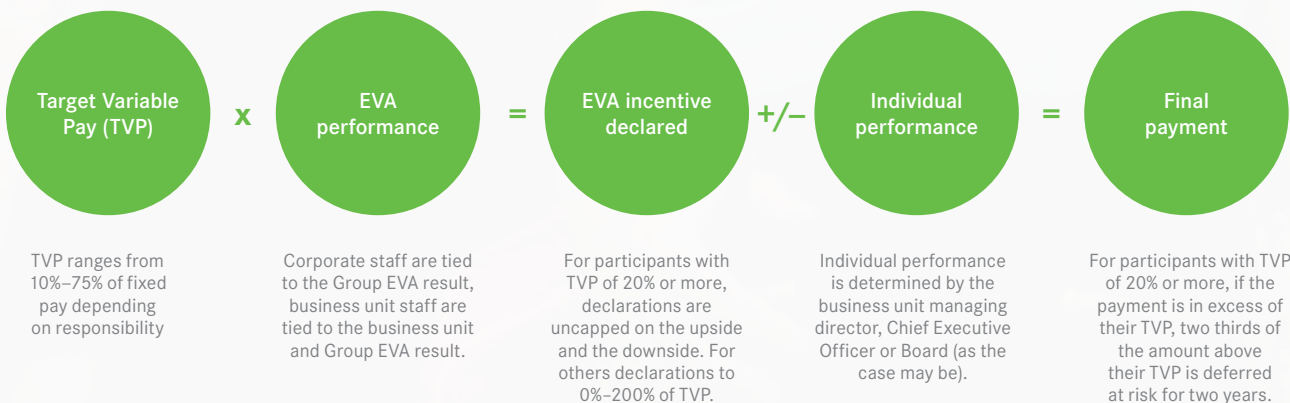 Target Variable
Pay (TVP)
x
EVA
performance
=
EVA incentive
declared
+/–
Individual
performance
=
Final
payment
TVP ranges from
10%–75% of fixed
pay depending
on responsibility
Corporate staff are tied
to the Group EVA result,
business unit staff are
tied to the business unit
and Group EVA result.
For participants with
TVP of 20% or more,
declarations are
uncapped on the upside
and the downside. For
others declarations to
0%–200% of TVP.
Individual performance
is determined by the
business unit managing
director, Chief Executive
Officer or Board (as the
case may be).
For participants with TVP
of 20% or more, if the
payment is in excess of
their TVP, two thirds of
the amount above
their TVP is deferred
at risk for two years.